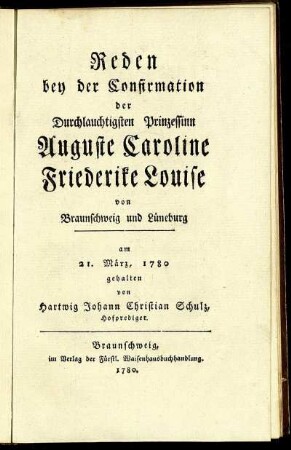 Reden
bey der Confirmation
der
Durchlauchtigsten Prinzessinn
Auguste Caroline
Friederike Louise
von
Braunschweig und Lüneburg
am
21. März, 1780
gehalten
von
Hartwig Johann Christian Schulz,
Hofprediger.
Braunschweig,
im Verlag der Fürstl. Waisenhausbuchhandlung.
1780.